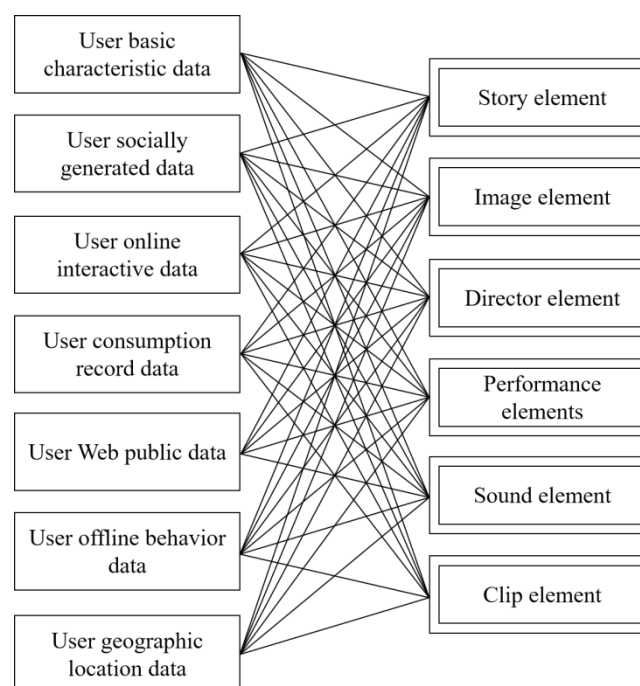 User basic
characteristic data
User socially
generated data
User online
interactive data
User consumption
record data
User Web public data
User offline behavior
data
User geographic
location data
Story element
Image element
Director element
Performance
elements
Sound element
Clip element